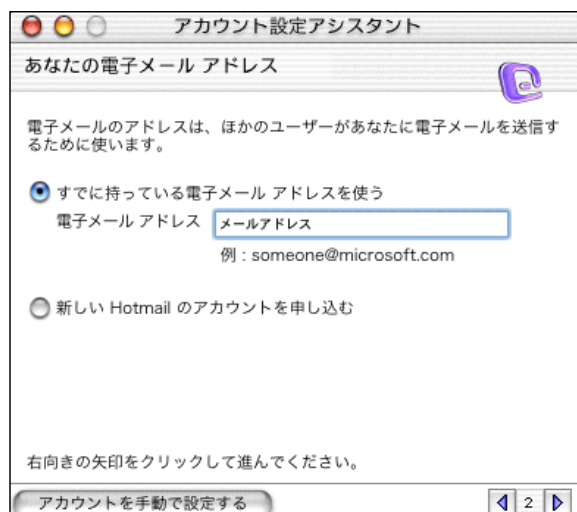 アカウント設定アシスタント
あなたの電子メール アドレス
電子メールのアドレスは、ほかのユーザーがあなたに電子メールを送信す
るために使います。
すでに持っている電子メール アドレスを使う
電子メール アドレス メールアドレス
例 : someone@microsoft.com
新しい Hotmail のアカウントを申し込む
右向きの矢印をクリックして進んでください。
アカウントを手動で設定する 2